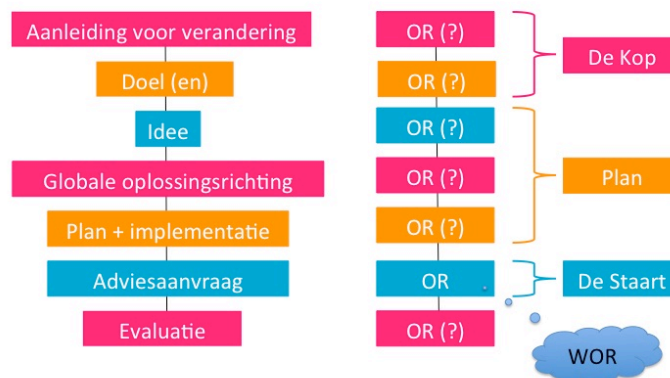 Aanleiding voor verandering
OR (?)
De Kop
Doel (en)
OR (?)
Idee
OR (?)
Globale oplossingsrichting
OR (?)
Plan
Plan + implementatie
OR (?)
Adviesaanvraag
OR
De Staart
Evaluatie
OR (?)
WOR